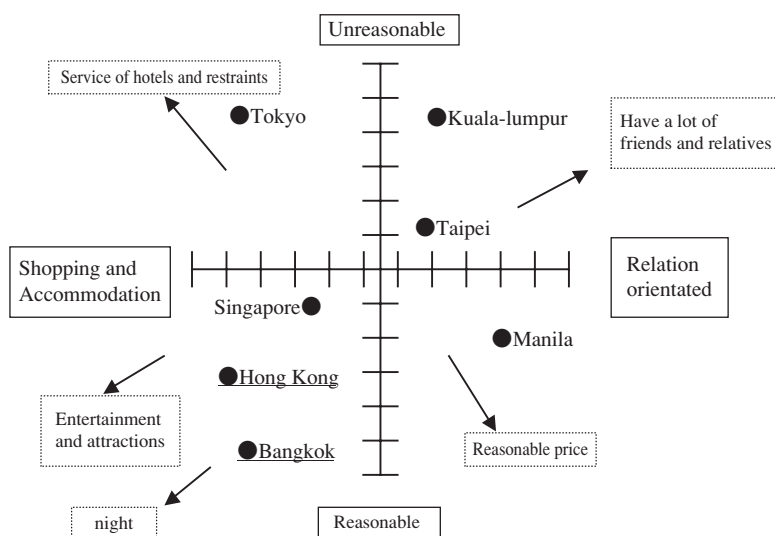 Unreasonable
Service of hotels and restraints
Tokyo
Kuala-lumpur
Have a lot of
friends and relatives
Taipei
Shopping and
Accommodation
Relation
orientated
Singapore
Manila
Hong Kong
Entertainment
and attractions
Bangkok
Reasonable price
night
Reasonable